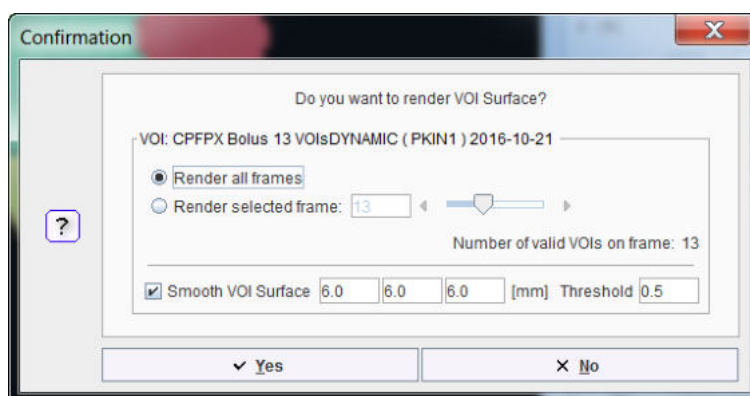 Confirmation
X
Do you want to render VOI Surface?
VOI: CPFPX Bolus 13 VOIsDYNAMIC ( PKIN1 ) 2016-10-21
Render all frames
Render selected frame: 13
?
Number of valid VOIs on frame: 13
Smooth VOI Surface 6.0 6.0 6.0 [mm] Threshold 0.5
Yes No